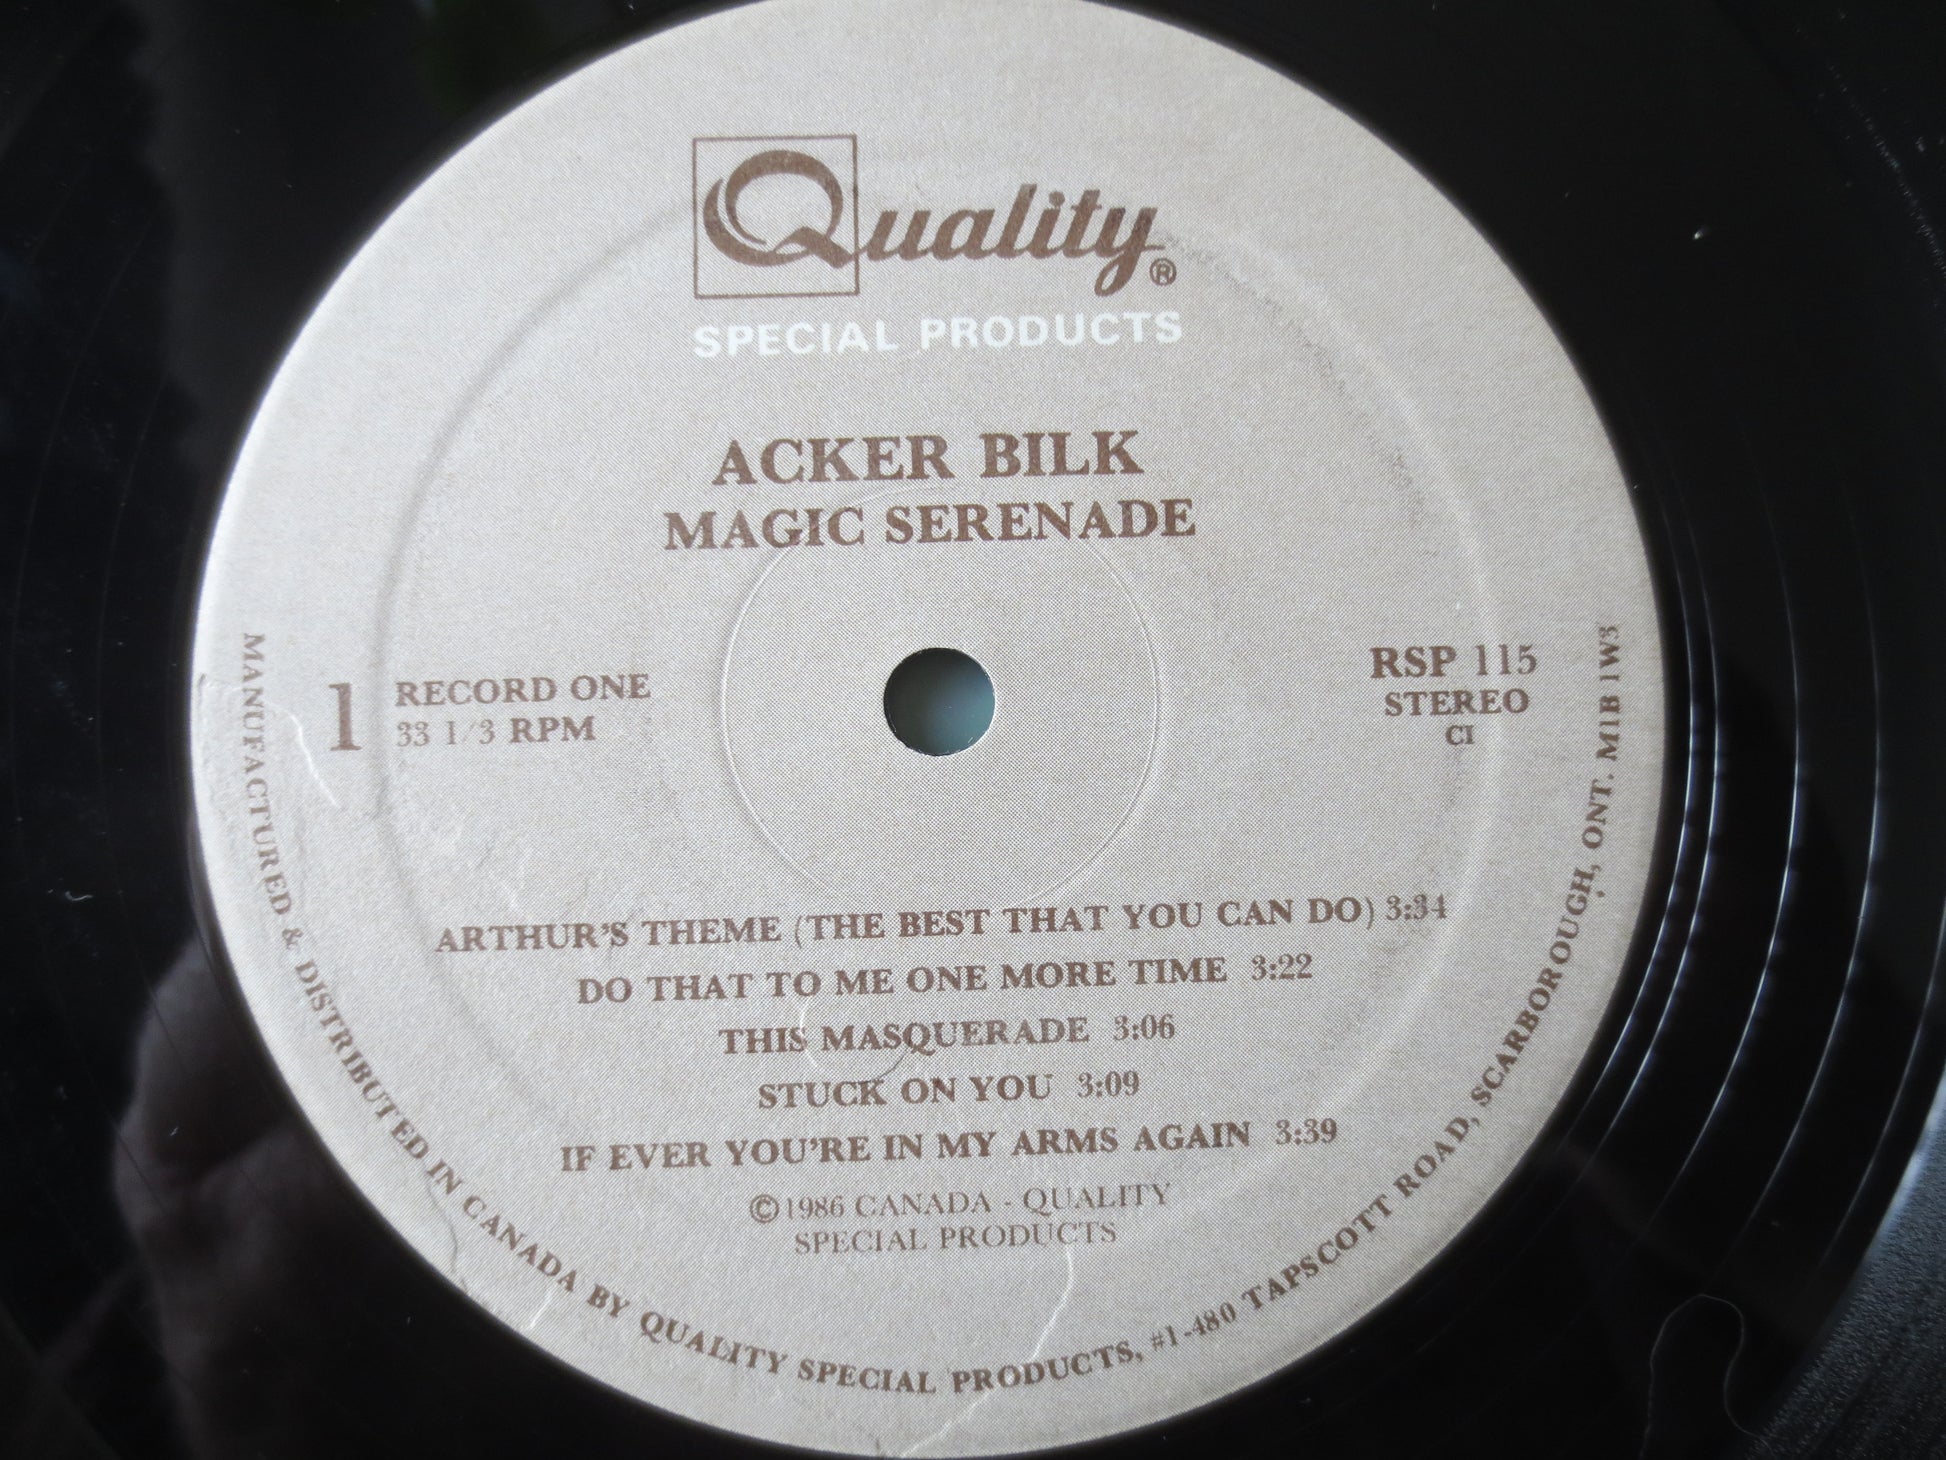 Quality®
SPECIAL PRODUCTS
ACKER BILK
MAGIC SERENADE
1 RECORD ONE
33 1/3 RPM
RSP 115
STEREO
CI
ARTHUR'S THEME (THE BEST THAT YOU CAN DO) 3:34
DO THAT TO ME ONE MORE TIME 3:22
THIS MASQUERADE 3:06
STUCK ON YOU 3:09
IF EVER YOU'RE IN MY ARMS AGAIN 3:39
©1986 CANADA - QUALITY
SPECIAL PRODUCTS
MANUFACTURED & DISTRIBUTED IN CANADA BY QUALITY SPECIAL PRODUCTS, #1-480 TAPSCOTT ROAD, SCARBOROUGH, ONT. M1B 1W3